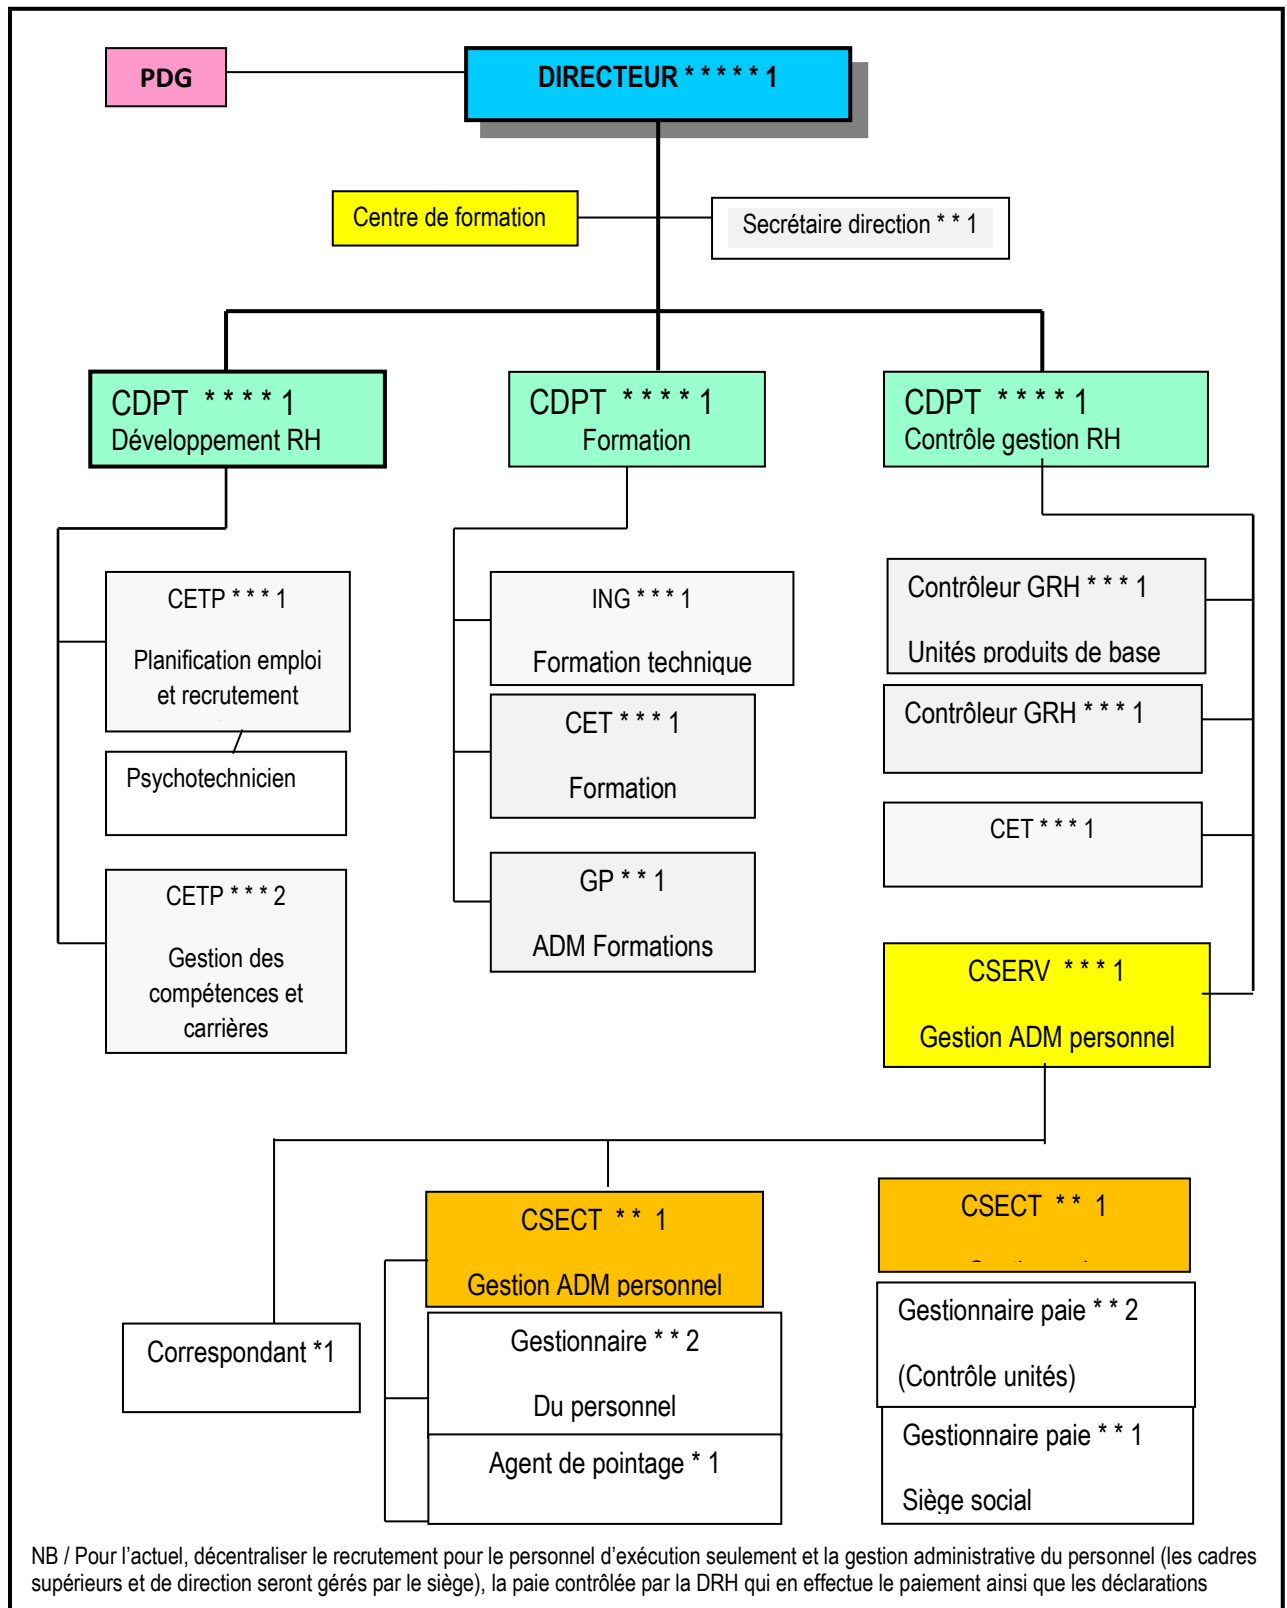 PDG
DIRECTEUR * * * * * 1
Centre de formation
Secrétaire direction * * 1
CDPT * * * * 1
Développement RH
CDPT * * * * 1
Formation
CDPT * * * * 1
Contrôle gestion RH
CETP * * * 1
Planification emploi
et recrutement
Psychotechnicien
CETP * * * 2
Gestion des
compétences et
carrières
ING * * * 1
Formation technique
CET * * * 1
Formation
GP * * 1
ADM Formations
Contrôleur GRH * * * 1
Unités produits de base
Contrôleur GRH * * * 1
CET * * * 1
CSERV * * * 1
Gestion ADM personnel
Correspondant *1
CSECT * * 1
Gestion ADM personnel
Gestionnaire * * 2
Du personnel
Agent de pointage * 1
CSECT * * 1
Gestionnaire paie * * 2
(Contrôle unités)
Gestionnaire paie * * 1
Siège social
NB / Pour l’actuel, décentraliser le recrutement pour le personnel d’exécution seulement et la gestion administrative du personnel (les cadres
supérieurs et de direction seront gérés par le siège), la paie contrôlée par la DRH qui en effectue le paiement ainsi que les déclarations